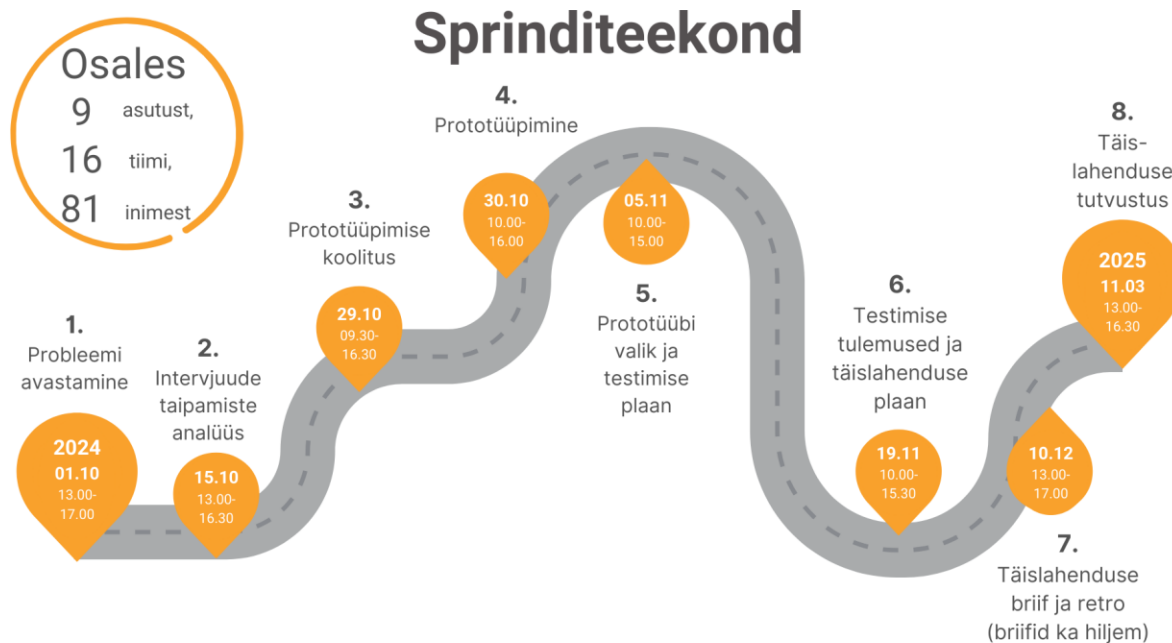 Sprinditeekond
Osales
9 asutust,
16 tiimi,
81 inimest
1.
Probleemi
avastamine
2024
01.10
13.00-
17.00
2.
Intervjuude
taipamiste
analüüs
15.10
13.00-
16.30
3.
Prototüüpimise
koolitus
29.10
09.30-
16.30
4.
Prototüüpimine
30.10
10.00-
16.00
05.11
10.00-
15.00
5.
Prototüübi
valik ja
testimise
plaan
6.
Testimise
tulemused ja
täislahenduse
plaan
19.11
10.00-
15.30
10.12
13.00-
17.00
7.
Täislahenduse
briif ja retro
(briifid ka hiljem)
8.
Täis-
lahenduse
tutvustus
2025
11.03
13.00-
16.30